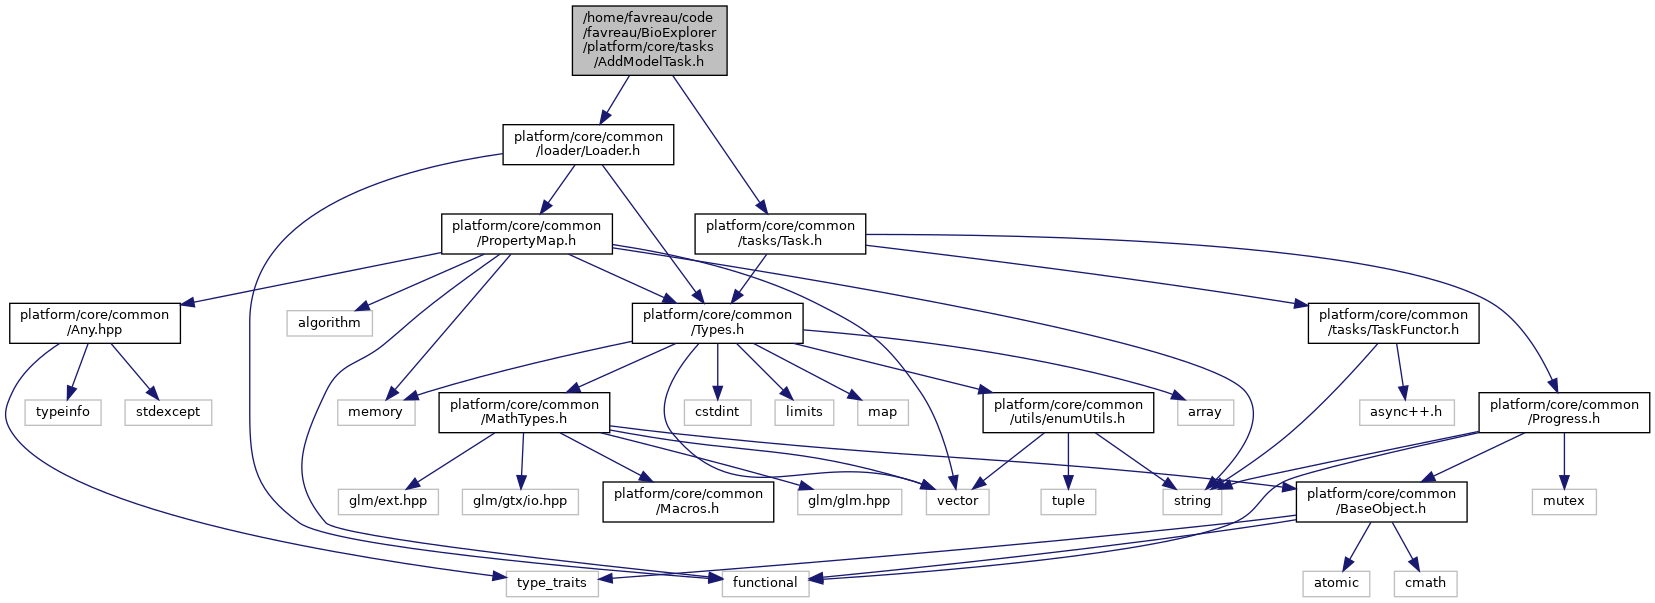 /home/favreau/code
/favreau/BioExplorer
/platform/core/tasks
/AddModelTask.h
platform/core/common
/loader/Loader.h
platform/core/common
/PropertyMap.h
platform/core/common
/tasks/Task.h
platform/core/common
/Any.hpp
algorithm
platform/core/common
/Types.h
platform/core/common
/tasks/TaskFunctor.h
typeinfo
stdexcept
memory
platform/core/common
/MathTypes.h
cstdint
limits
map
platform/core/common
/utils/enumUtils.h
array
async++.h
platform/core/common
/Progress.h
glm/ext.hpp
glm/gtx/io.hpp
platform/core/common
/Macros.h
glm/glm.hpp
vector
tuple
string
platform/core/common
/BaseObject.h
mutex
type_traits
functional
atomic
cmath